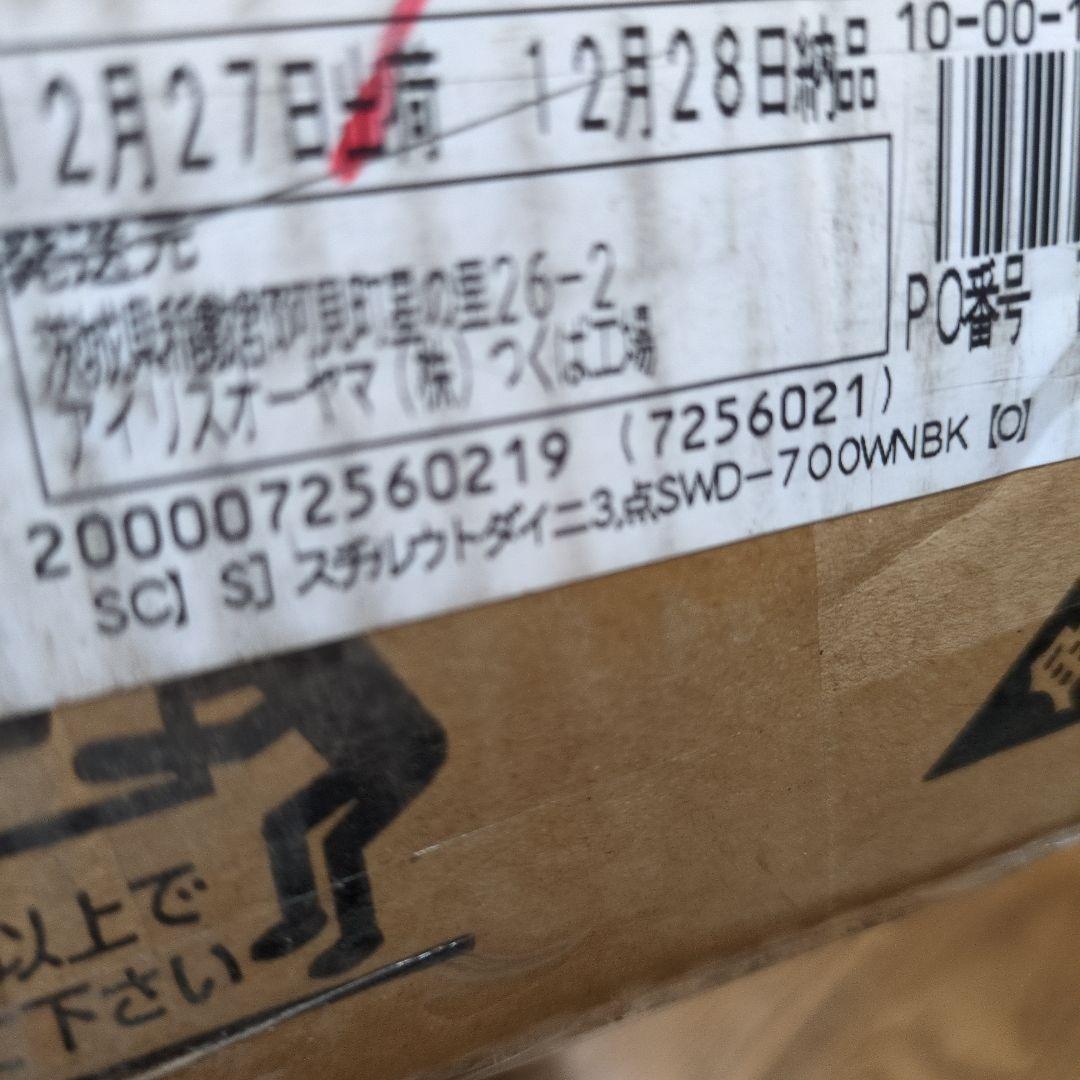 12月27日出荷 12月28日納品
10-00-1
発送元
茨城県稲敷郡阿見町星の里26-2
アイリスオーヤマ(株)つくば工場
PO番号
2000072560219 (7256021)
SC】 S】 スチールウトダイニ3点SWD-700WNBK【O】
以上で
下さい